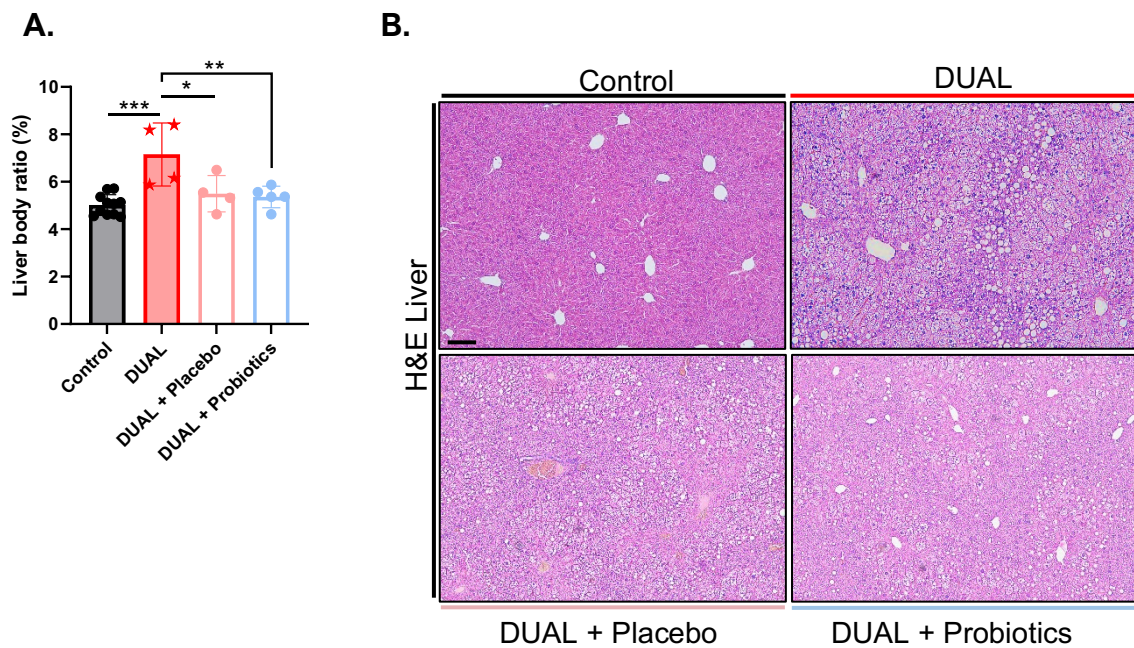 A.
**
*
***
10
8
6
4
2
0
Liver body ratio (%)
Control
DUAL
DUAL + Placebo
DUAL + Probiotics
B.
Control
DUAL
H&E Liver
DUAL + Placebo
DUAL + Probiotics